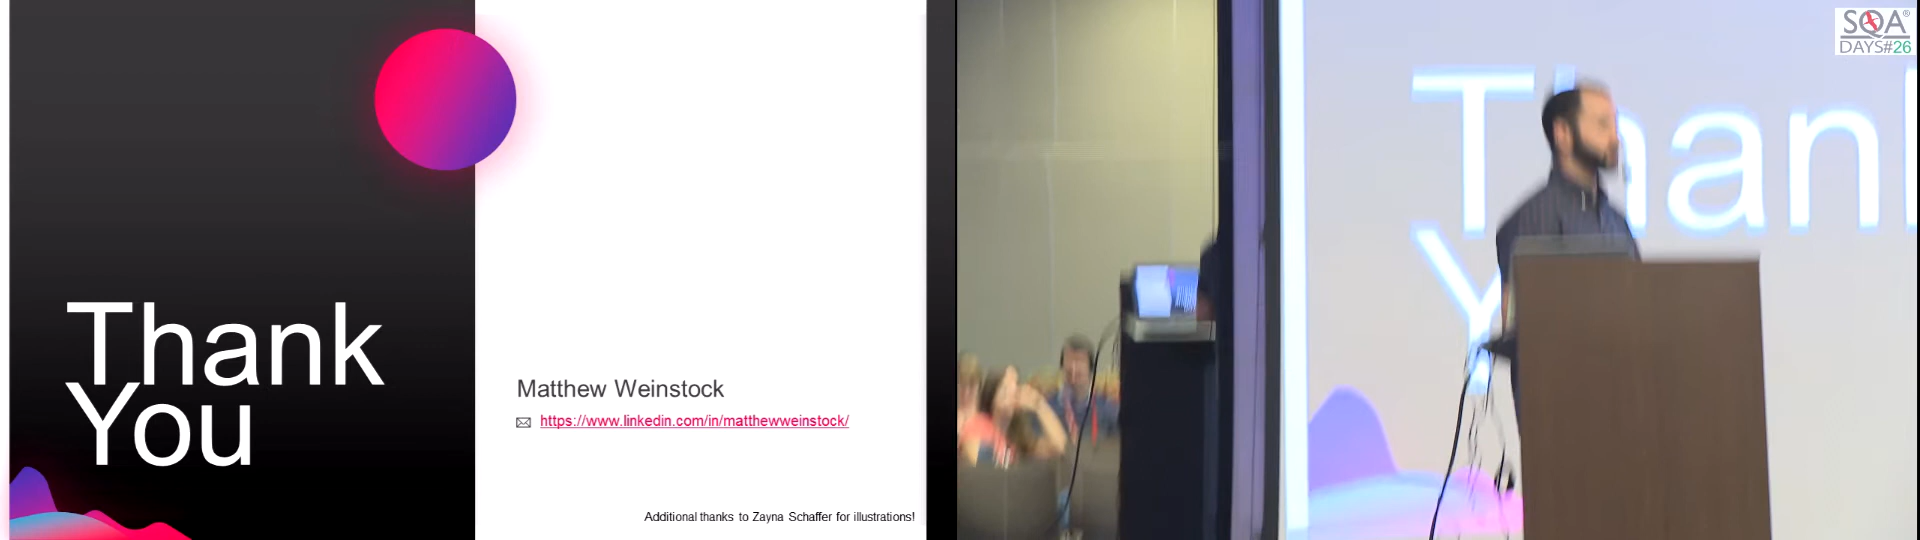 Thank
You
Matthew Weinstock
https://www.linkedin.com/in/matthewweinstock/
Additional thanks to Zayna Schaffer for illustrations!
SQA®
DAYS#26
Thank
Y